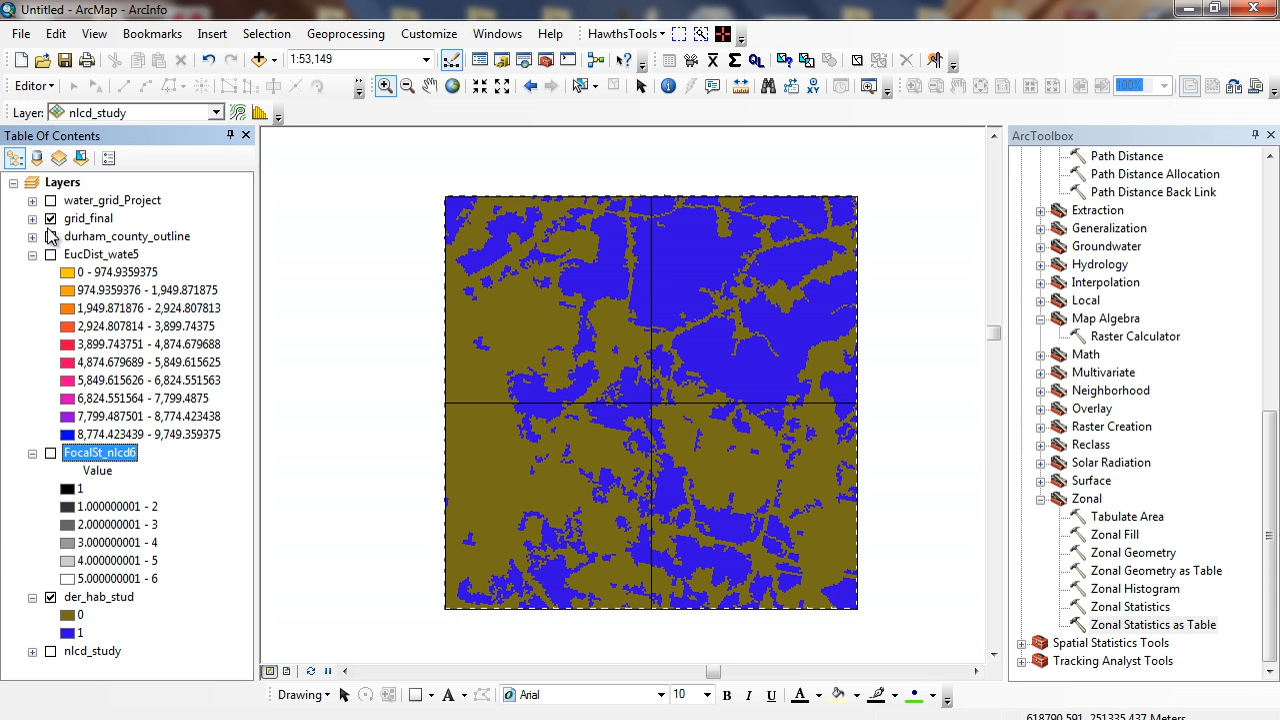 Untitled - ArcMap - ArcInfo
File Edit View Bookmarks Insert Selection Geoprocessing Customize Windows Help HawthsTools
1:53,149
Editor
100%
Layer: nlcd_study
Table Of Contents
ArcToolbox
Layers
water_grid_Project
grid_final
durham_county_outline
EucDist_wate5
0 - 974.9359375
974.9359376 - 1,949.871875
1,949.871876 - 2,924.807813
2,924.807814 - 3,899.74375
3,899.743751 - 4,874.679688
4,874.679689 - 5,849.615625
5,849.615626 - 6,824.551563
6,824.551564 - 7,799.4875
7,799.487501 - 8,774.423438
8,774.423439 - 9,749.359375
FocalSt_nlcd6
Value
1
1.000000001 - 2
2.000000001 - 3
3.000000001 - 4
4.000000001 - 5
5.000000001 - 6
der_hab_stud
0
1
nlcd_study
Path Distance
Path Distance Allocation
Path Distance Back Link
Extraction
Generalization
Groundwater
Hydrology
Interpolation
Local
Map Algebra
Raster Calculator
Math
Multivariate
Neighborhood
Overlay
Raster Creation
Reclass
Solar Radiation
Surface
Zonal
Tabulate Area
Zonal Fill
Zonal Geometry
Zonal Geometry as Table
Zonal Histogram
Zonal Statistics
Zonal Statistics as Table
Spatial Statistics Tools
Tracking Analyst Tools
Drawing Arial 10 B I U A
618790.591 251335.437 Meters